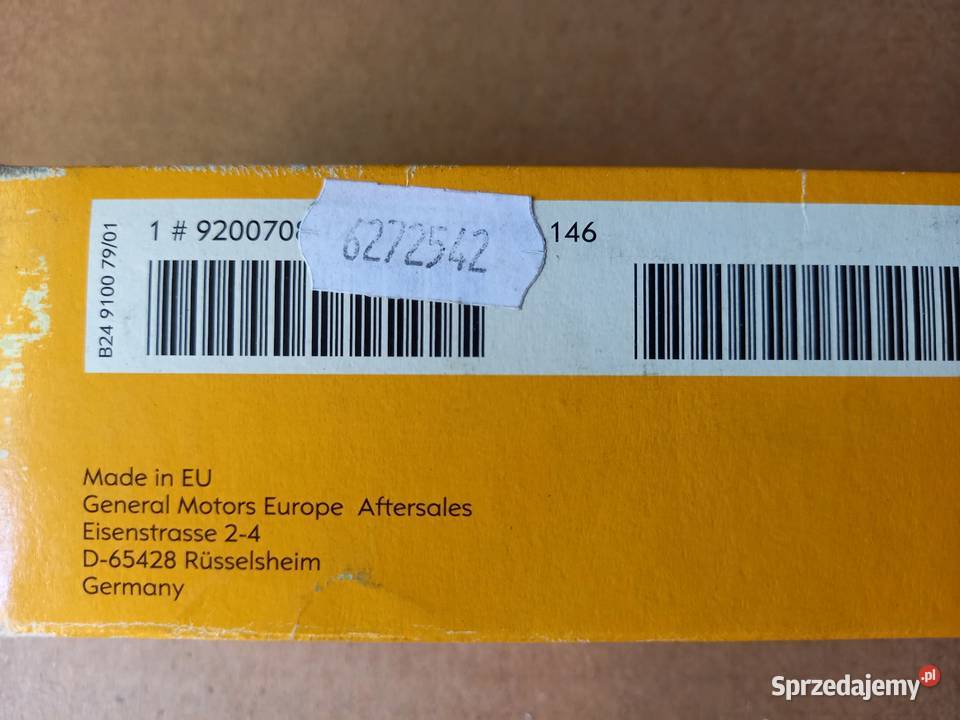 B24 9100 79/01
1 # 9200708 146
6272542
Made in EU
General Motors Europe Aftersales
Eisenstrasse 2-4
D-65428 Rüsselsheim
Germany
Sprzedajemy.pl